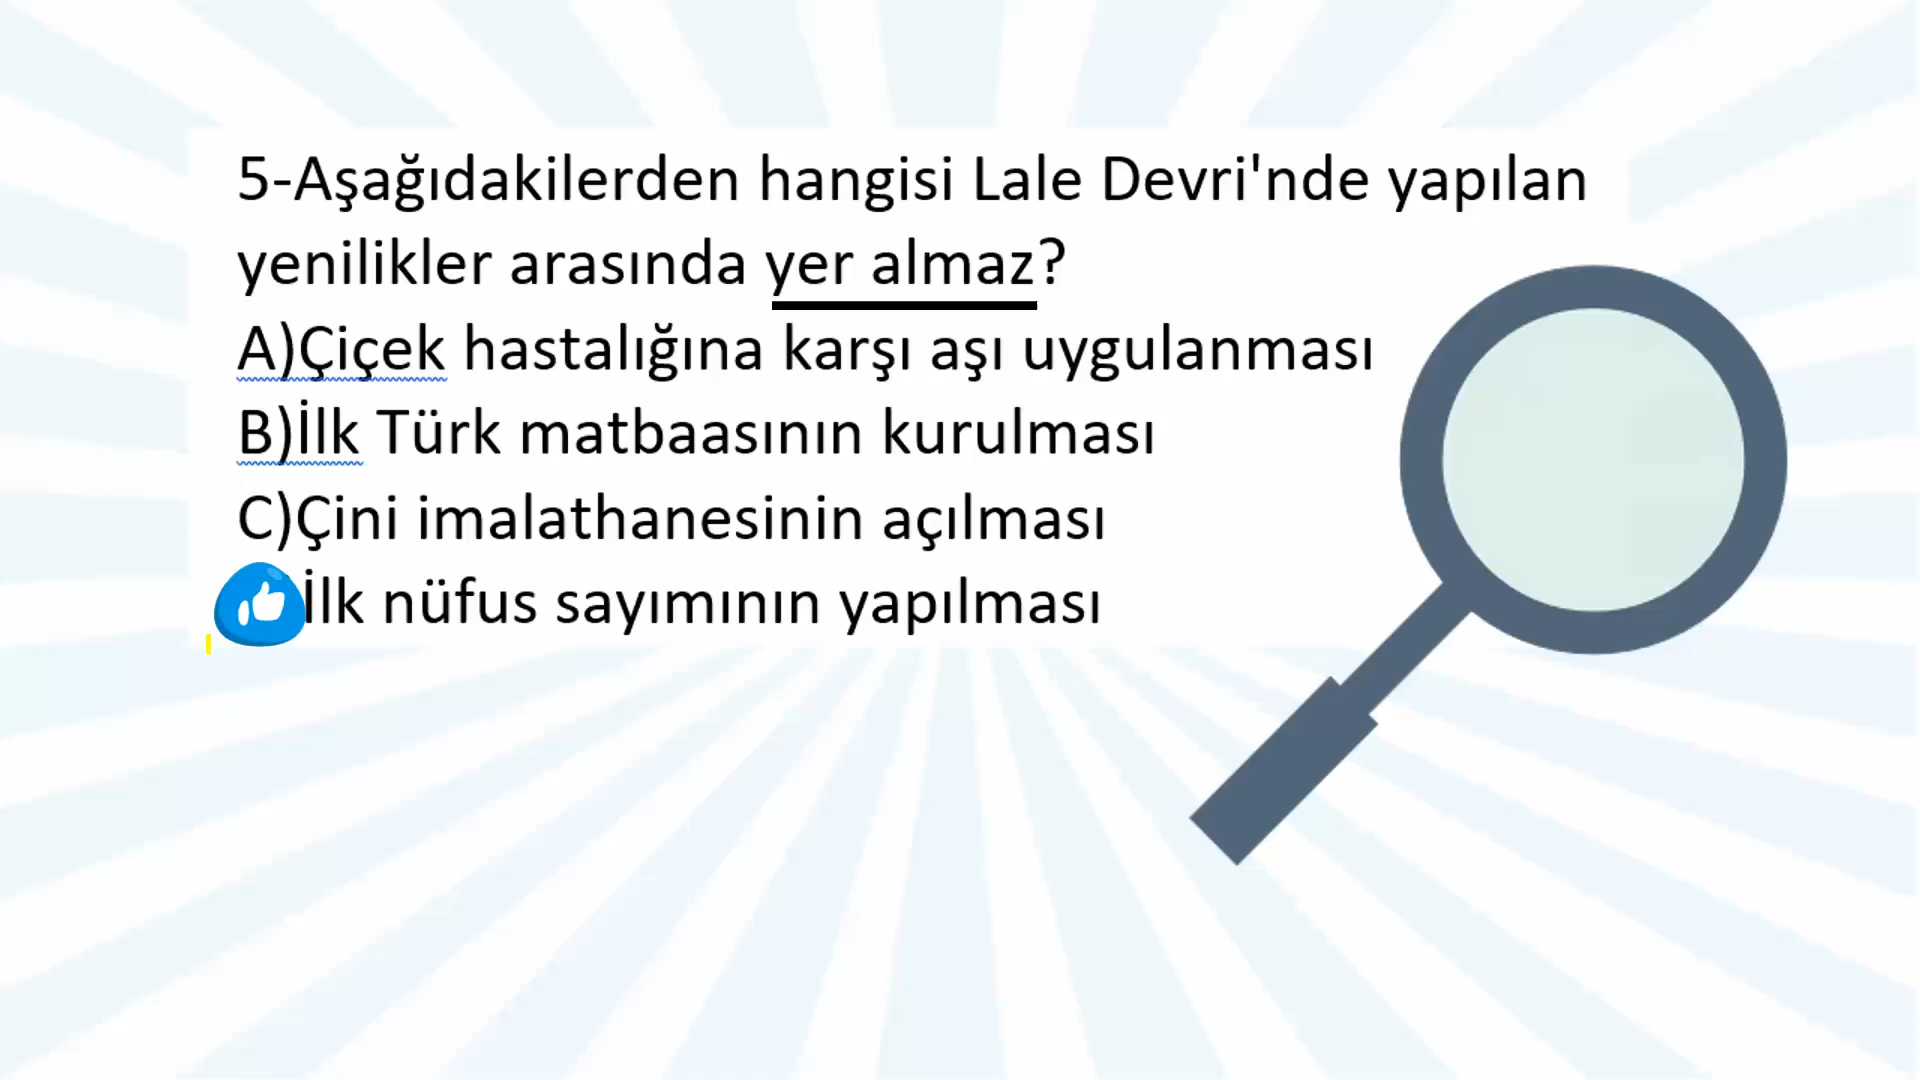 5-Aşağıdakilerden hangisi Lale Devri'nde yapılan
yenilikler arasında yer almaz?
A)Çiçek hastalığına karşı aşı uygulanması
B)İlk Türk matbaasının kurulması
C)Çini imalathanesinin açılması
İlk nüfus sayımının yapılması